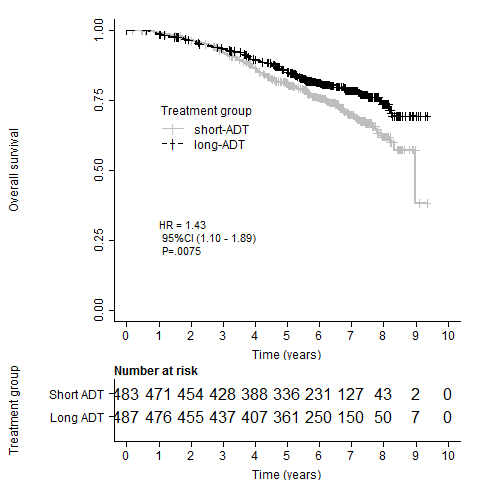 1.00
0.75
0.50
0.25
0.00
Overall survival
Treatment group
short-ADT
long-ADT
HR = 1.43
95%CI (1.10 - 1.89)
P=.0075
0 1 2 3 4 5 6 7 8 9 10
Time (years)
Number at risk
Treatment group
Short ADT 483 471 454 428 388 336 231 127 43 2 0
Long ADT 487 476 455 437 407 361 250 150 50 7 0
0 1 2 3 4 5 6 7 8 9 10
Time (years)